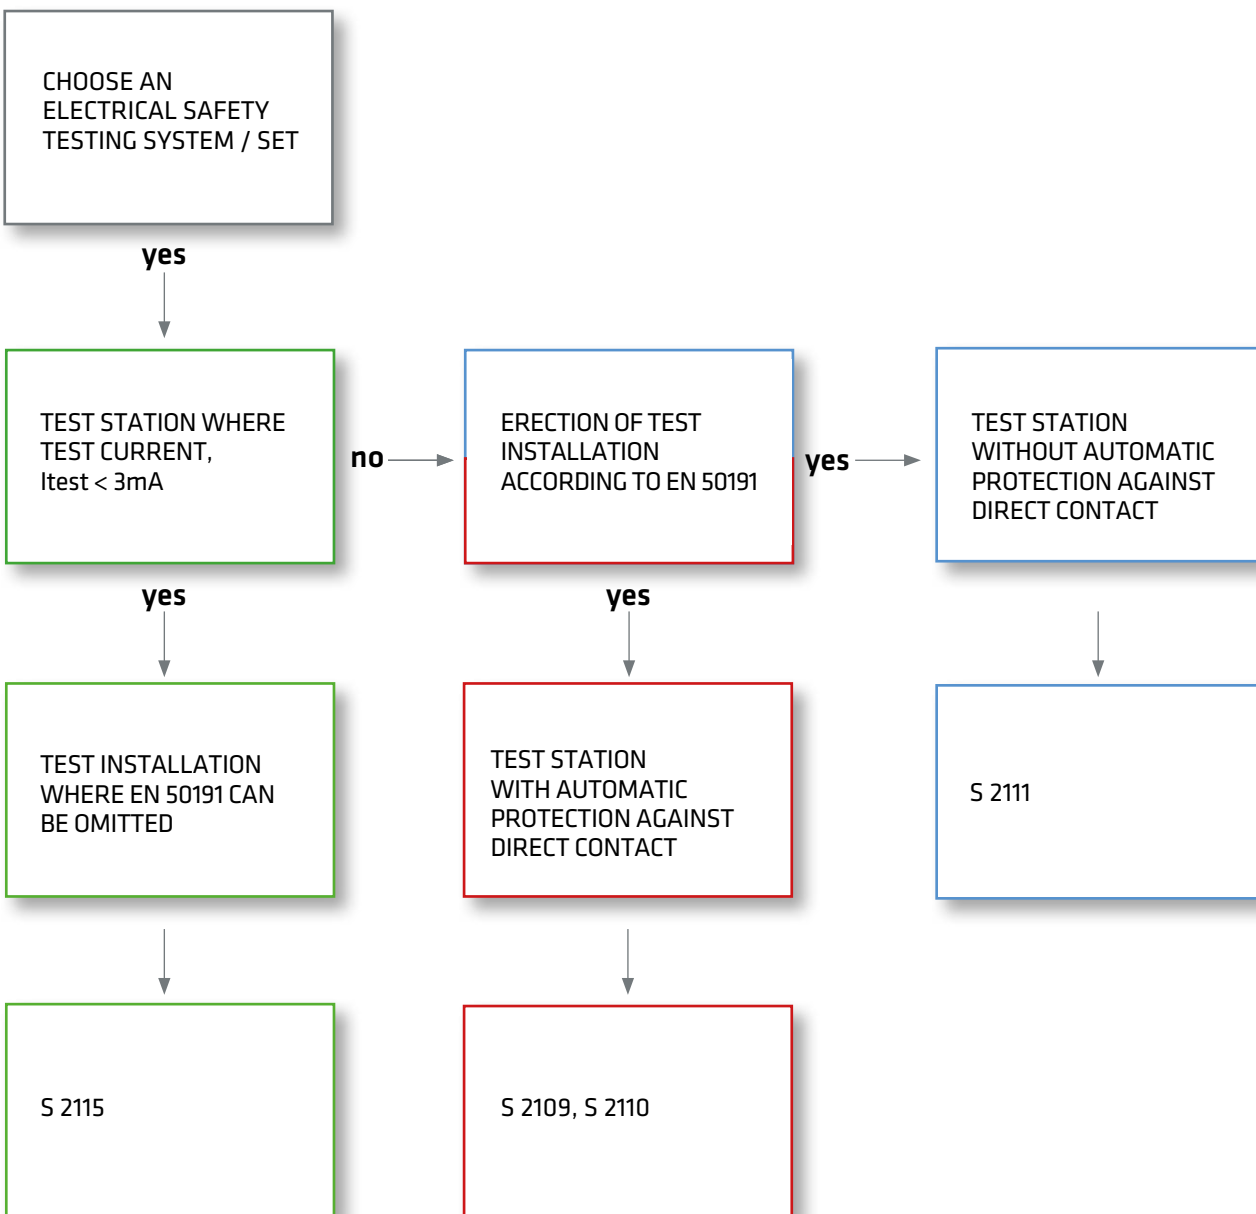 CHOOSE AN
ELECTRICAL SAFETY
TESTING SYSTEM / SET
yes
TEST STATION WHERE
TEST CURRENT,
Itest < 3mA
no
ERECTION OF TEST
INSTALLATION
ACCORDING TO EN 50191
yes
TEST STATION
WITHOUT AUTOMATIC
PROTECTION AGAINST
DIRECT CONTACT
yes
yes
TEST INSTALLATION
WHERE EN 50191 CAN
BE OMITTED
TEST STATION
WITH AUTOMATIC
PROTECTION AGAINST
DIRECT CONTACT
S 2111
S 2115
S 2109, S 2110